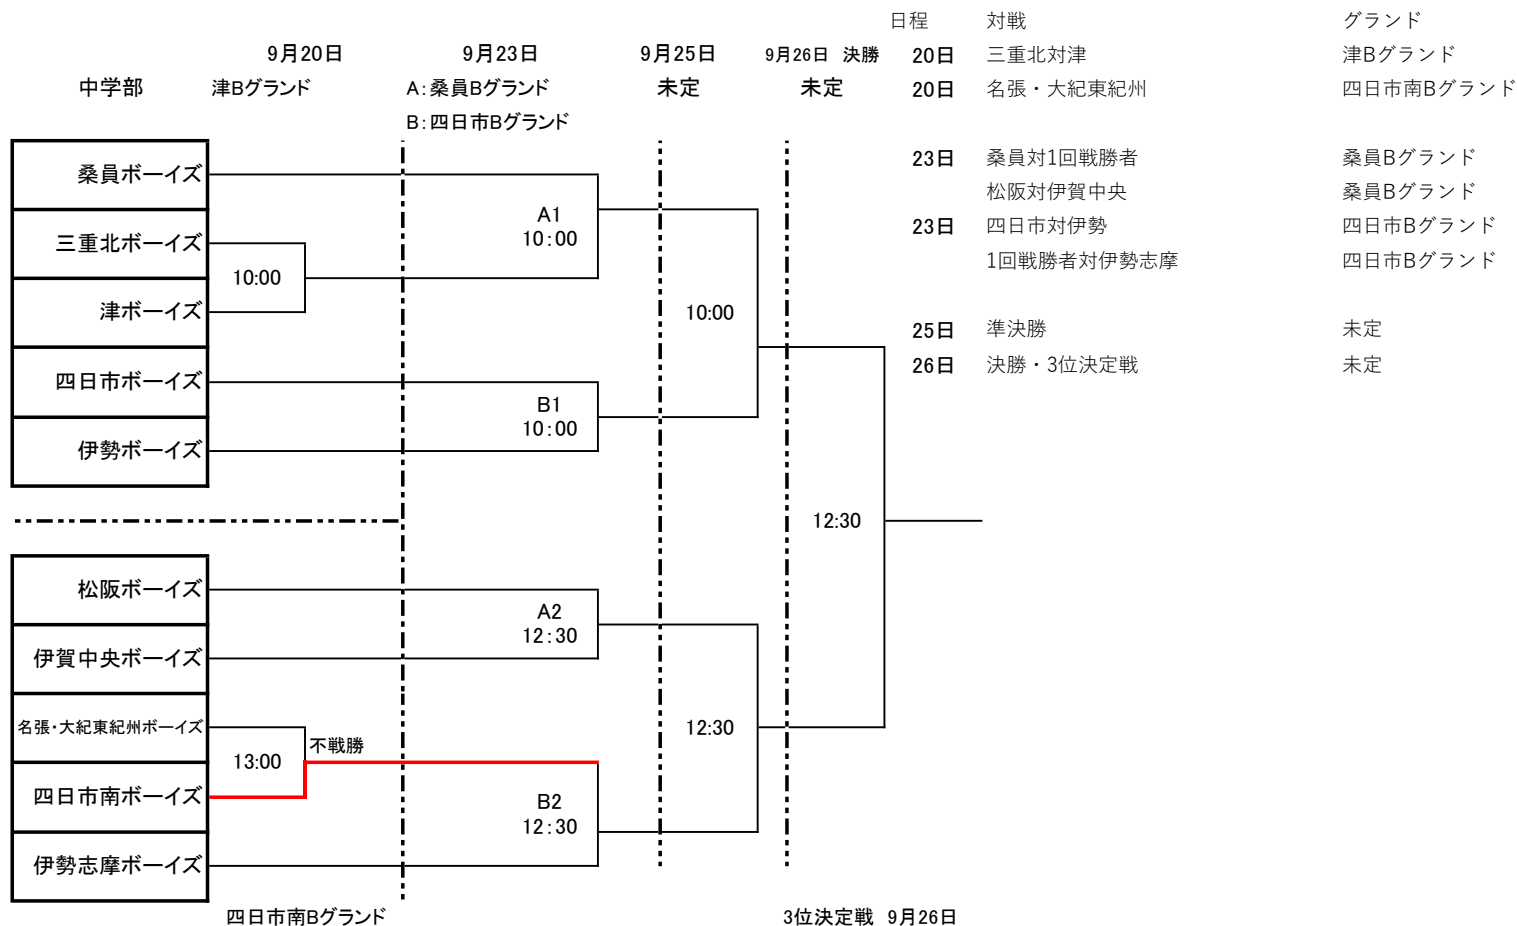 日程 対戦 グランド
9月20日 9月23日 9月25日 9月26日 決勝 20日 三重北対津 津Bグランド
中学部 津Bグランド A:桑員Bグランド 未定 未定 20日 名張・大紀東紀州 四日市南Bグランド
B:四日市Bグランド
23日 桑員対1回戦勝者 桑員Bグランド
松阪対伊賀中央 桑員Bグランド
23日 四日市対伊勢 四日市Bグランド
1回戦勝者対伊勢志摩 四日市Bグランド
25日 準決勝 未定
26日 決勝・3位決定戦 未定
桑員ボーイズ
A1
10:00
三重北ボーイズ
10:00
津ボーイズ
10:00
四日市ボーイズ
B1
10:00
伊勢ボーイズ
12:30
松阪ボーイズ
A2
12:30
伊賀中央ボーイズ
名張・大紀東紀州ボーイズ
12:30
不戦勝
13:00
四日市南ボーイズ
B2
12:30
伊勢志摩ボーイズ
四日市南Bグランド 3位決定戦 9月26日